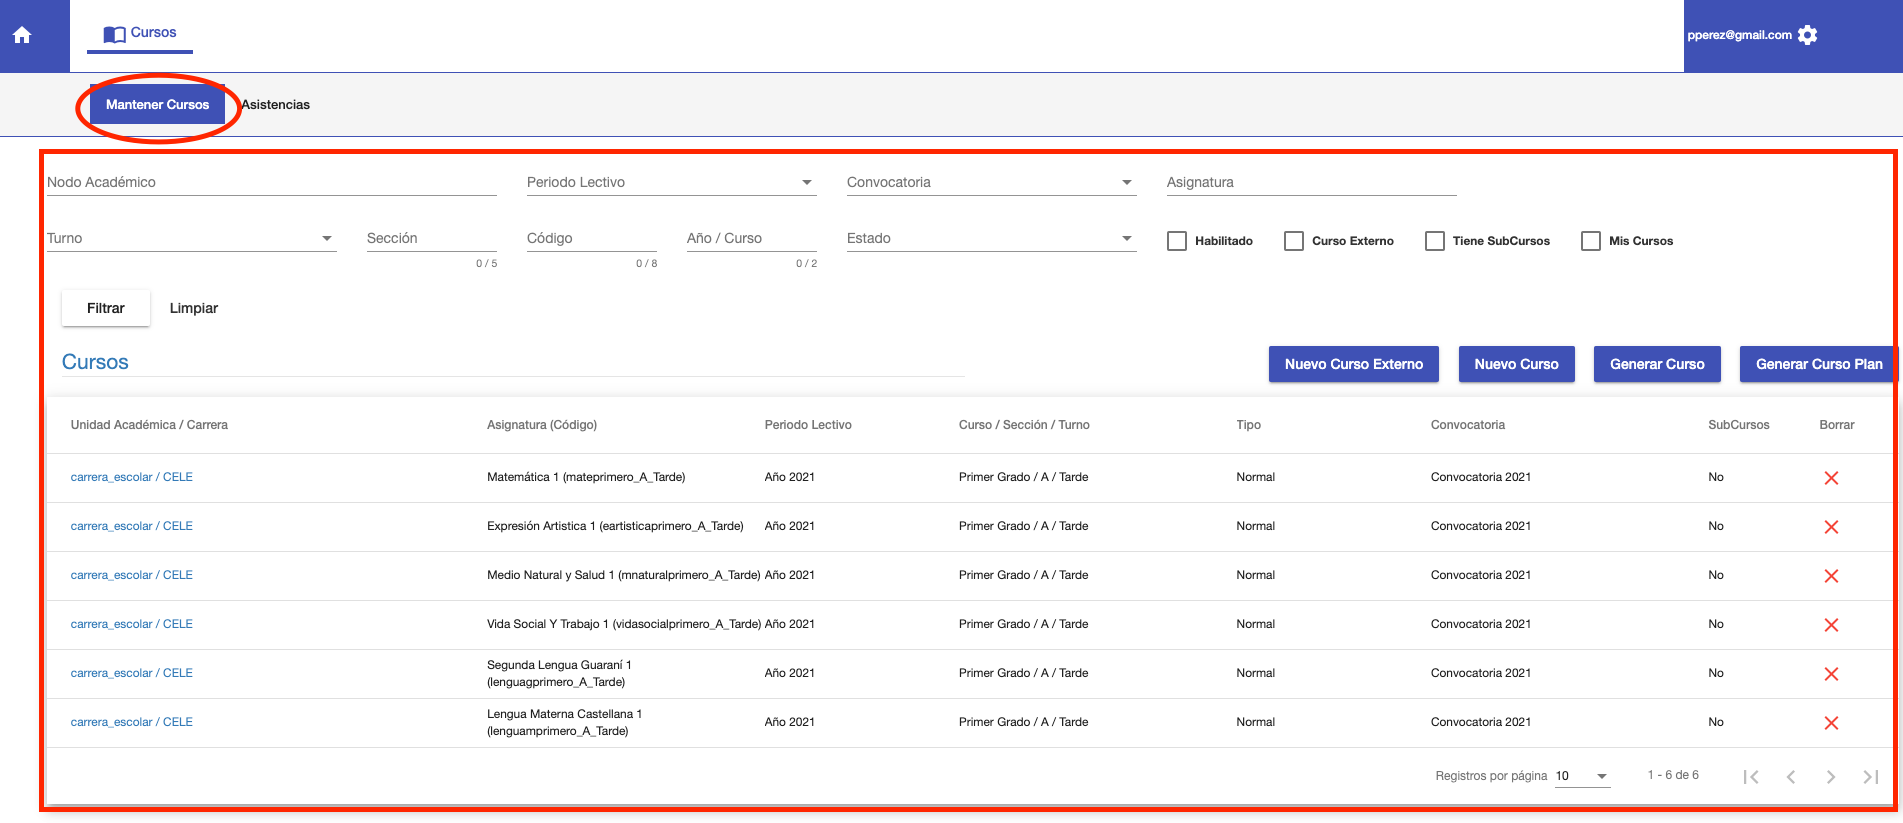 Cursos
pperez@gmail.com
Mantener Cursos Asistencias
Nodo Académico Periodo Lectivo Convocatoria Asignatura
Turno Sección Código Año / Curso Estado Habilitado Curso Externo Tiene SubCursos Mis Cursos
0 / 5 0 / 8 0 / 2
Filtrar Limpiar
Cursos Nuevo Curso Externo Nuevo Curso Generar Curso Generar Curso Plan
Unidad Académica / Carrera Asignatura (Código) Periodo Lectivo Curso / Sección / Turno Tipo Convocatoria SubCursos Borrar
carrera_escolar / CELE Matemática 1 (mateprimero_A_Tarde) Año 2021 Primer Grado / A / Tarde Normal Convocatoria 2021 No
carrera_escolar / CELE Expresión Artistica 1 (eartisticaprimero_A_Tarde) Año 2021 Primer Grado / A / Tarde Normal Convocatoria 2021 No
carrera_escolar / CELE Medio Natural y Salud 1 (mnaturalprimero_A_Tarde) Año 2021 Primer Grado / A / Tarde Normal Convocatoria 2021 No
carrera_escolar / CELE Vida Social Y Trabajo 1 (vidasocialprimero_A_Tarde) Año 2021 Primer Grado / A / Tarde Normal Convocatoria 2021 No
Segunda Lengua Guaraní 1
carrera_escolar / CELE (lenguagprimero_A_Tarde) Año 2021 Primer Grado / A / Tarde Normal Convocatoria 2021 No
Lengua Materna Castellana 1
carrera_escolar / CELE (lenguamprimero_A_Tarde) Año 2021 Primer Grado / A / Tarde Normal Convocatoria 2021 No
Registros por página 10 1 - 6 de 6